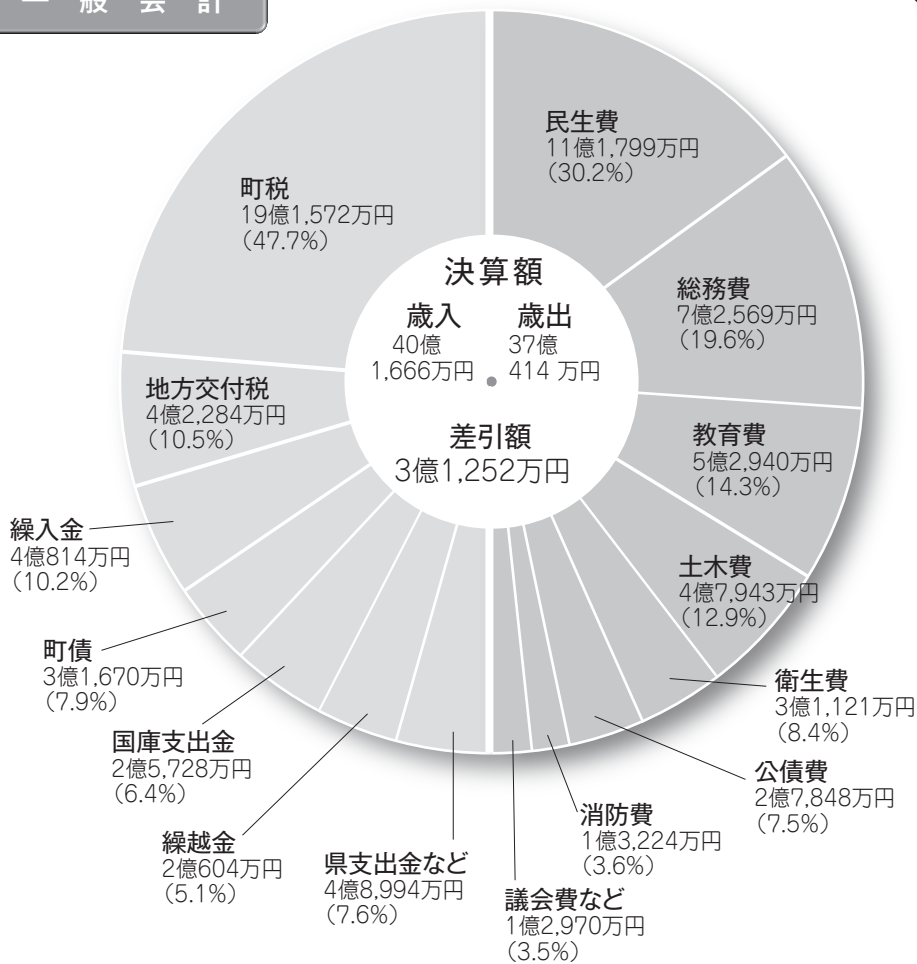 一般会計
民生費
11億1,799万円
（30.2%）
総務費
7億2,569万円
（19.6%）
教育費
5億2,940万円
（14.3%）
土木費
4億7,943万円
（12.9%）
衛生費
3億1,121万円
（8.4%）
公債費
2億7,848万円
（7.5%）
消防費
1億3,224万円
（3.6%）
議会費など
1億2,970万円
（3.5%）
町税
19億1,572万円
（47.7%）
地方交付税
4億2,284万円
（10.5%）
繰入金
4億814万円
（10.2%）
町債
3億1,670万円
（7.9%）
国庫支出金
2億5,728万円
（6.4%）
繰越金
2億604万円
（5.1%）
県支出金など
4億8,994万円
（7.6%）
決算額
歳入
40億
1,666万円
歳出
37億
414 万円
差引額
3億1,252万円